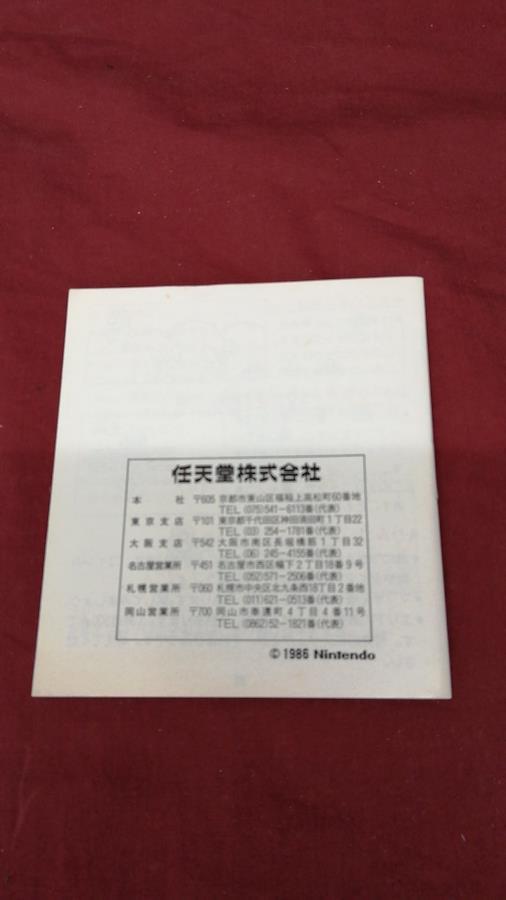 任天堂株式会社
本社 〒605 京都市東山区福稲上高松町60番地
TEL (075)541-6113番(代表)
東京支店 〒101 東京都千代田区神田須田町1丁目22
TEL (03) 254-1781番(代表)
大阪支店 〒542 大阪市南区長堀橋筋1丁目32
TEL (06) 245-4155番(代表)
名古屋営業所 〒451 名古屋市西区幅下2丁目18番9号
TEL (052)571-2506番(代表)
札幌営業所 〒060 札幌市中央区北九条西18丁目2番地
TEL (011)621-0513番(代表)
岡山営業所 〒700 岡山市奉還町4丁目4番11号
TEL (0862)52-1821番(代表)
©1986 Nintendo